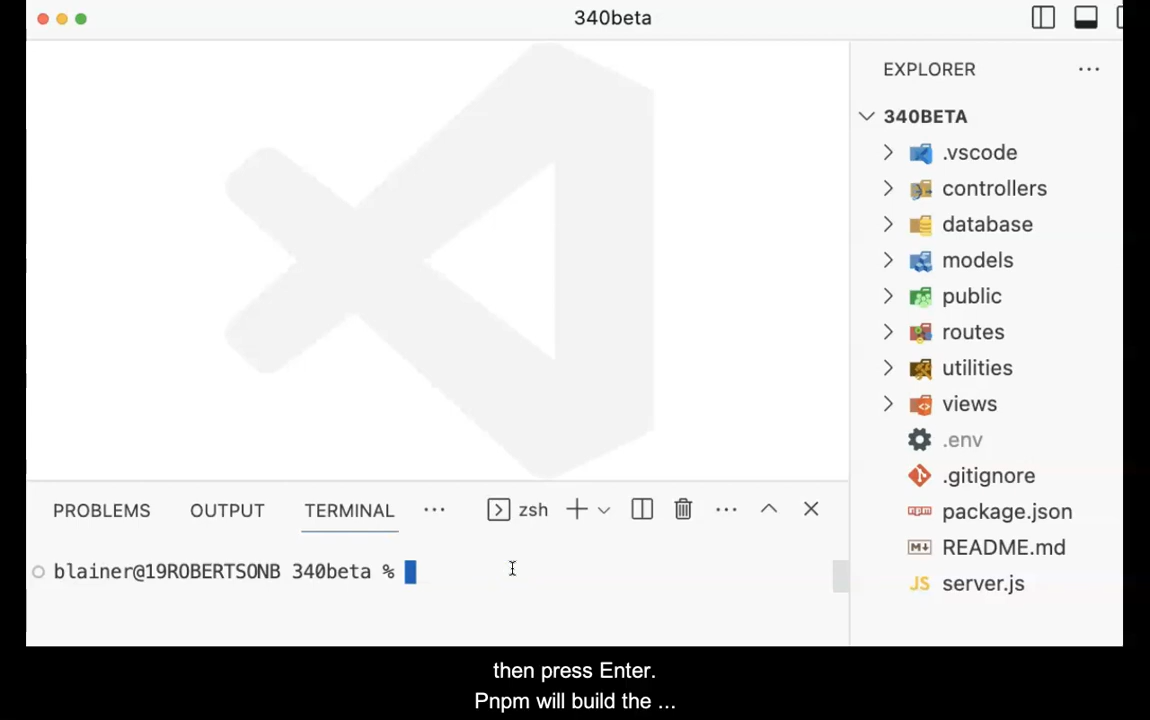 340beta
EXPLORER
340BETA
.vscode
controllers
database
models
public
routes
utilities
views
.env
.gitignore
package.json
README.md
JS server.js
PROBLEMS OUTPUT TERMINAL zsh
blainer@19ROBERTSONB 340beta %
then press Enter.
Pnpm will build the ...